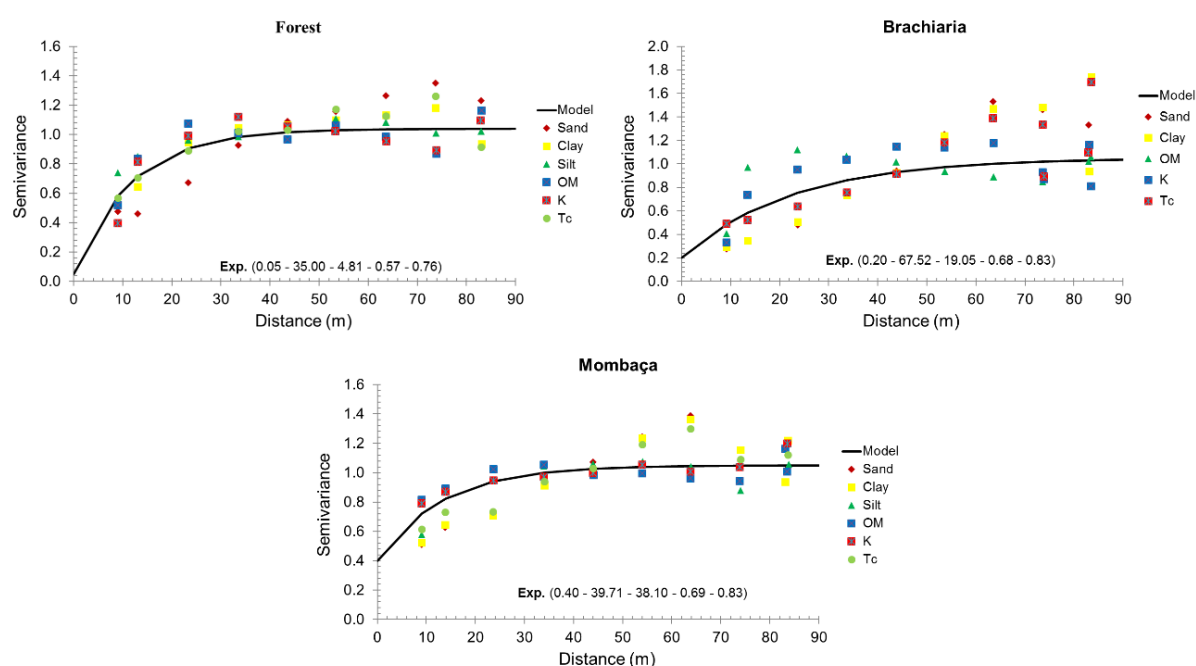 Forest
Semivariance
1.6
1.4
1.2
1.0
0.8
0.6
0.4
0.2
0.0
0 10 20 30 40 50 60 70 80 90
Distance (m)
Exp. (0.05 - 35.00 - 4.81 - 0.57 - 0.76)
Model
Sand
Clay
Silt
OM
K
Tc
Brachiaria
Semivariance
2.0
1.8
1.6
1.4
1.2
1.0
0.8
0.6
0.4
0.2
0.0
0 10 20 30 40 50 60 70 80 90
Distance (m)
Exp. (0.20 - 67.52 - 19.05 - 0.68 - 0.83)
Model
Sand
Clay
OM
K
Tc
Mombaça
Semivariance
1.6
1.4
1.2
1.0
0.8
0.6
0.4
0.2
0.0
0 10 20 30 40 50 60 70 80 90
Distance (m)
Exp. (0.40 - 39.71 - 38.10 - 0.69 - 0.83)
Model
Sand
Clay
Silt
OM
K
Tc